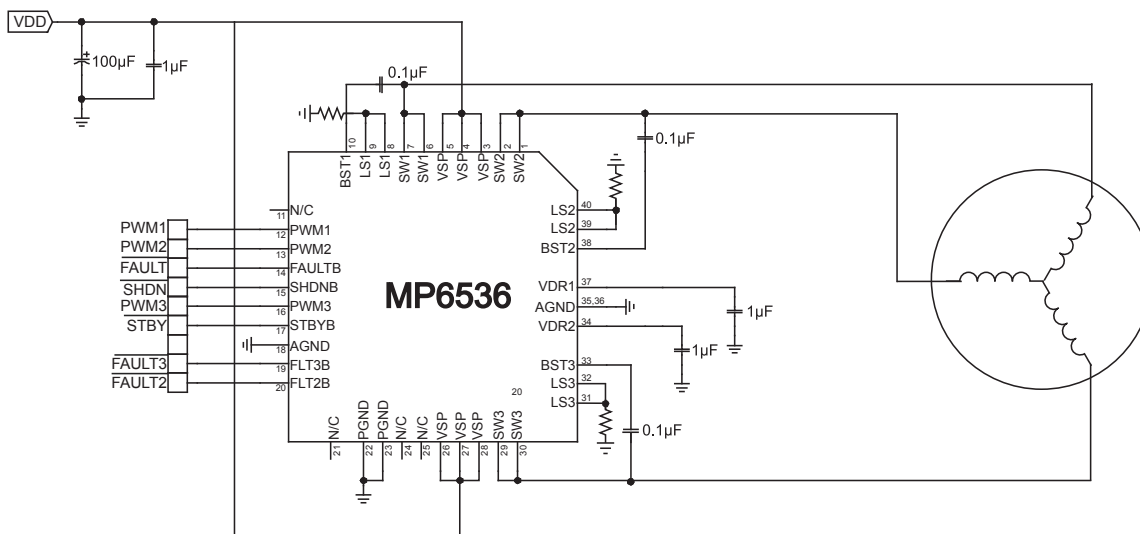 VDD
100µF
1µF
0.1µF
10 9 8 7 6 5 4 3 2 1
BST1 LS1 LS1 SW1 SW1 VSP VSP VSP SW2 SW2
0.1µF
N/C
11
PWM1 PWM1
12
PWM2 PWM2
13
FAULT FAULTB
14
SHDN SHDNB
15
PWM3 PWM3
16
STBY STBYB
17
AGND
18
FAULT3 FLT3B
19
FAULT2 FLT2B
20
MP6536
LS2 40
LS2 39
BST2 38
VDR1 37
1µF
AGND 35,36
VDR2 34
1µF
BST3 33
LS3 32
20
LS3 31
0.1µF
N/C PGND PGND N/C N/C VSP VSP VSP SW3 SW3
21 22 23 24 25 26 27 28 29 30